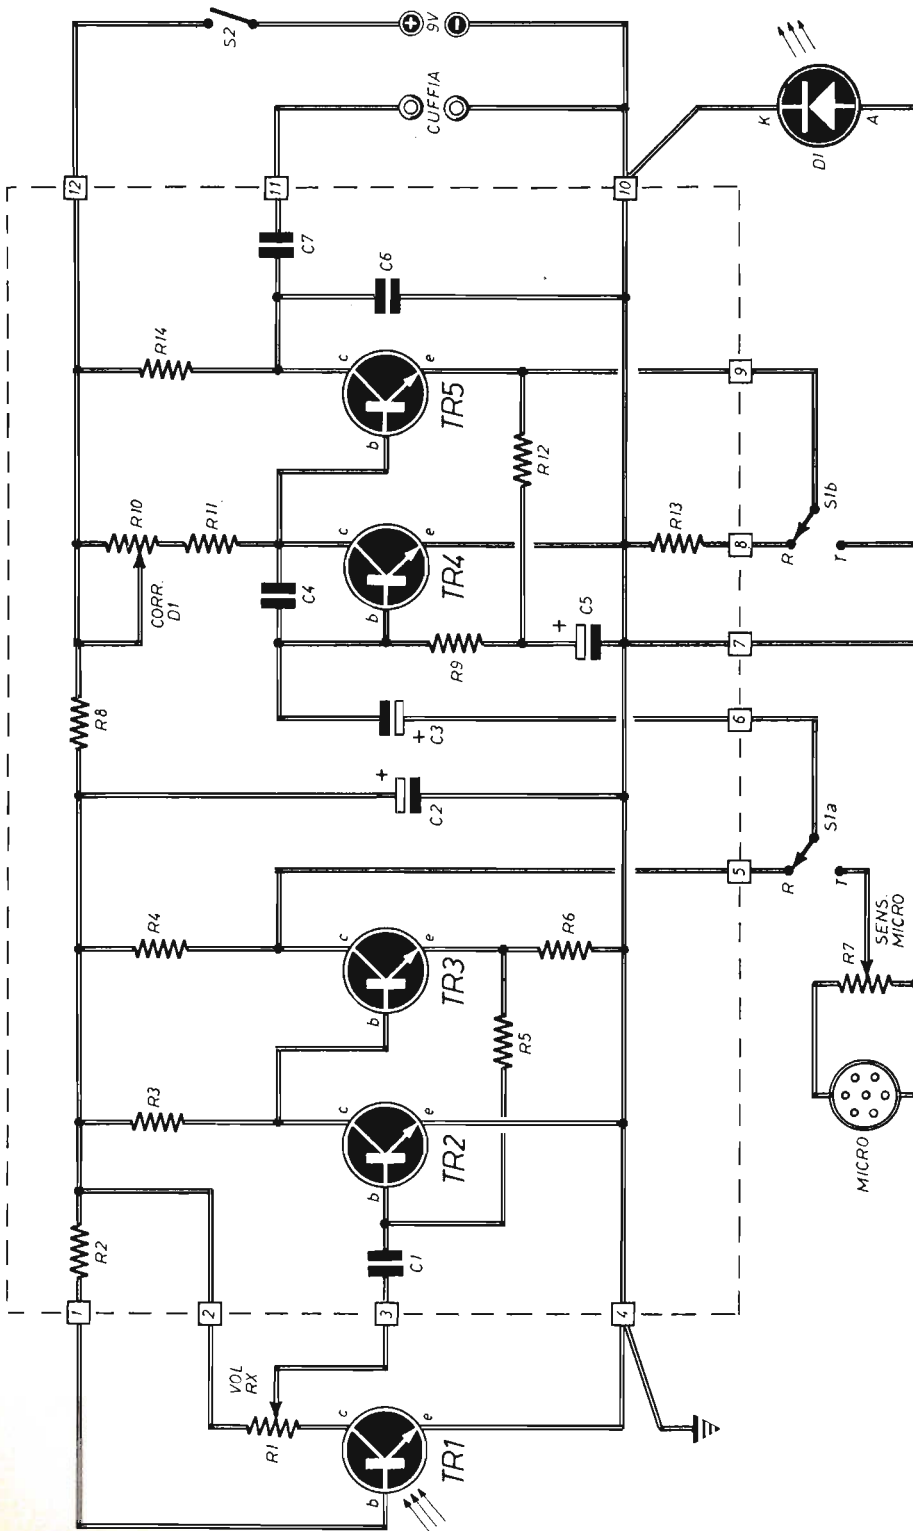 S2
+
9V
−
CUFFIA
12
11
10
C7
C6
K
D1
A
R14
c
e
TR5
b
R12
9
S1b
R10
R11
CORR.
D1
c
e
TR4
b
C4
R13
8
R
T
R9
+
C5
7
R8
+
C3
6
+
C2
S1a
5
R
T
R4
c
e
TR3
b
R6
R5
SENS.
MICRO
R7
MICRO
R3
c
e
TR2
b
R2
C1
1
2
3
4
VOL
RX
R1
c
e
TR1
b